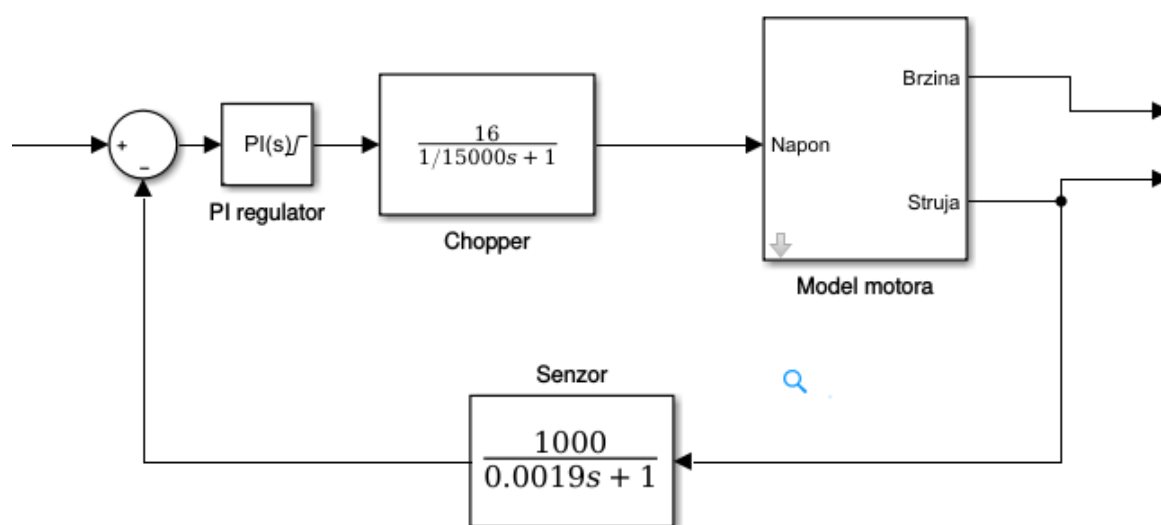 +
−
PI(s)
PI regulator
16
1/15000s + 1
Chopper
Napon
Brzina
Struja
Model motora
Senzor
1000
0.0019s + 1